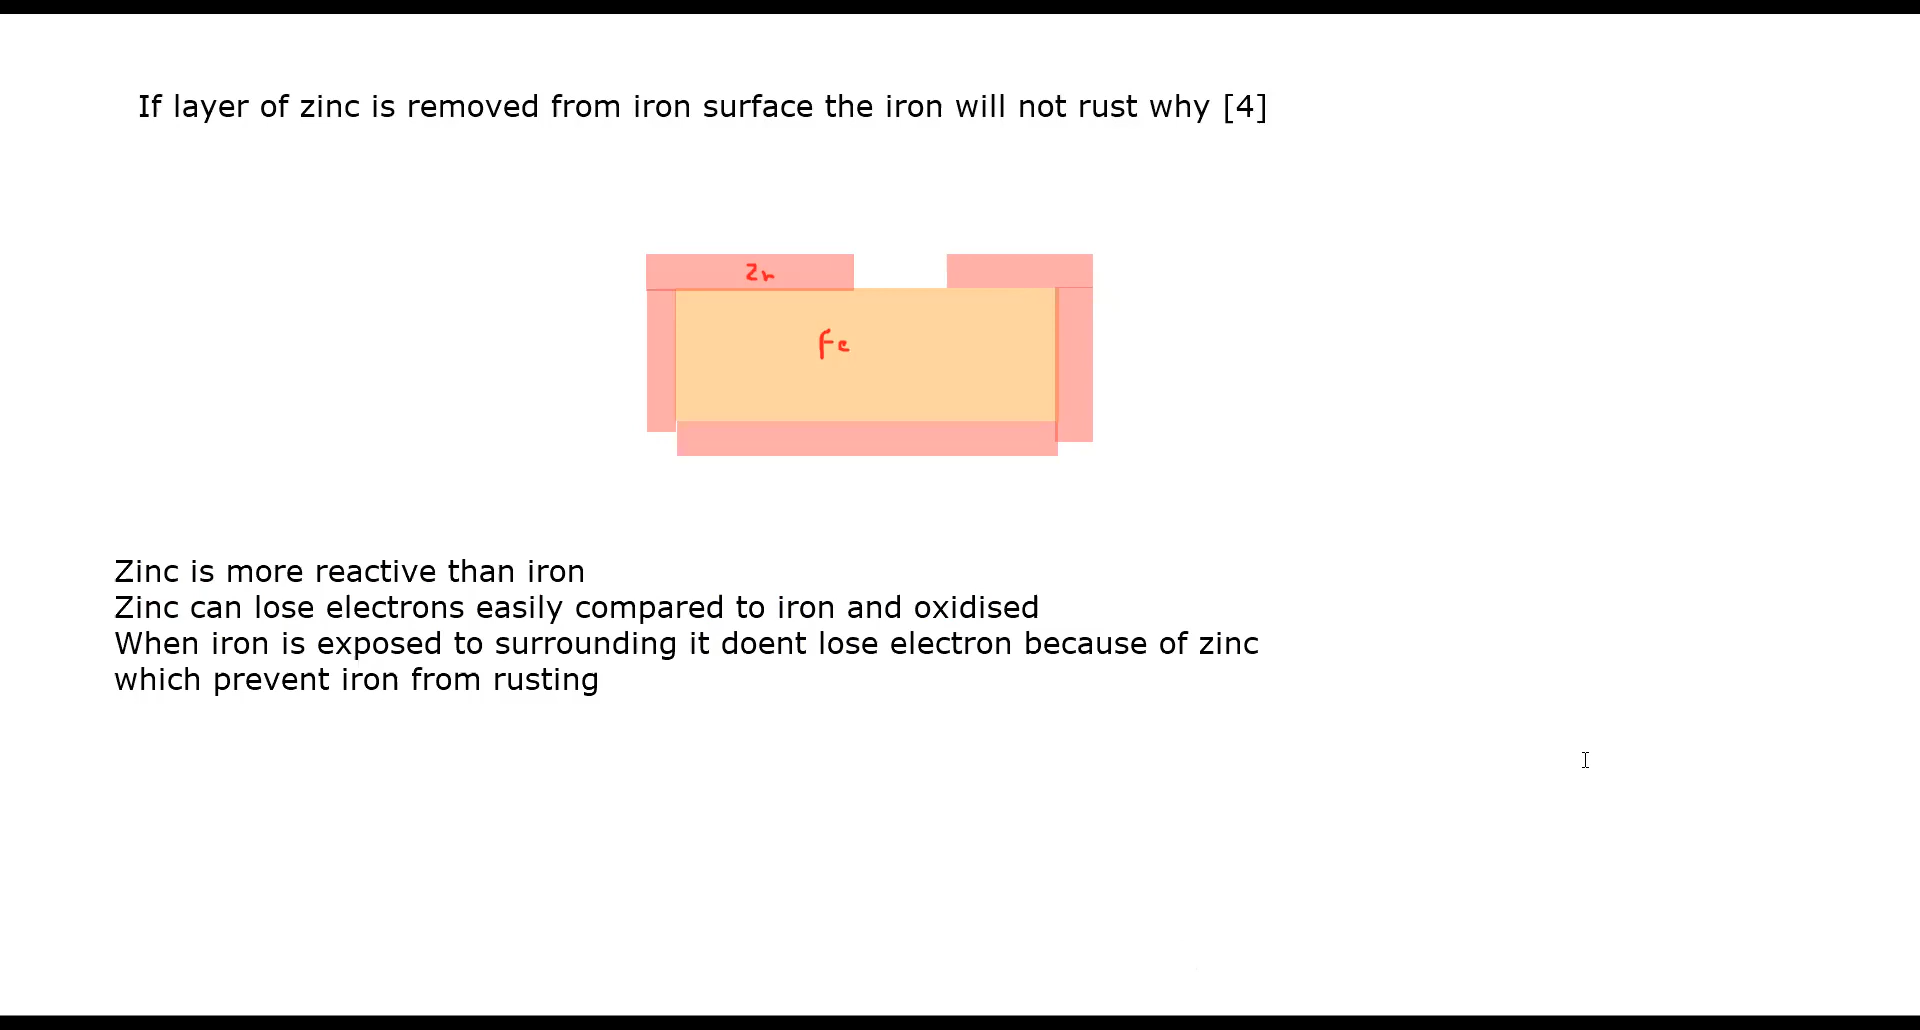 If layer of zinc is removed from iron surface the iron will not rust why [4]
Zn
Fe
Zinc is more reactive than iron
Zinc can lose electrons easily compared to iron and oxidised
When iron is exposed to surrounding it doent lose electron because of zinc
which prevent iron from rusting